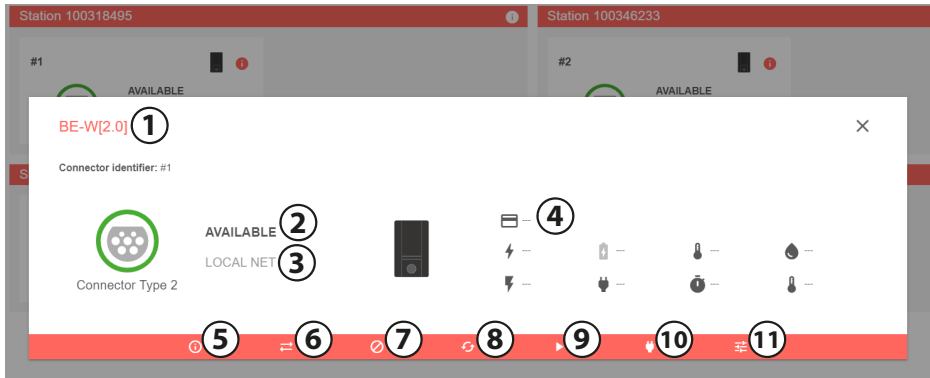 Station 100318495
Station 100346233
#1
#2
AVAILABLE
AVAILABLE
BE-W[2.0] 1
Connector identifier: #1
S
AVAILABLE 2
LOCAL NET 3
Connector Type 2
4 --
--
--
--
--
--
--
--
--
5 6 7 8 9 10 11